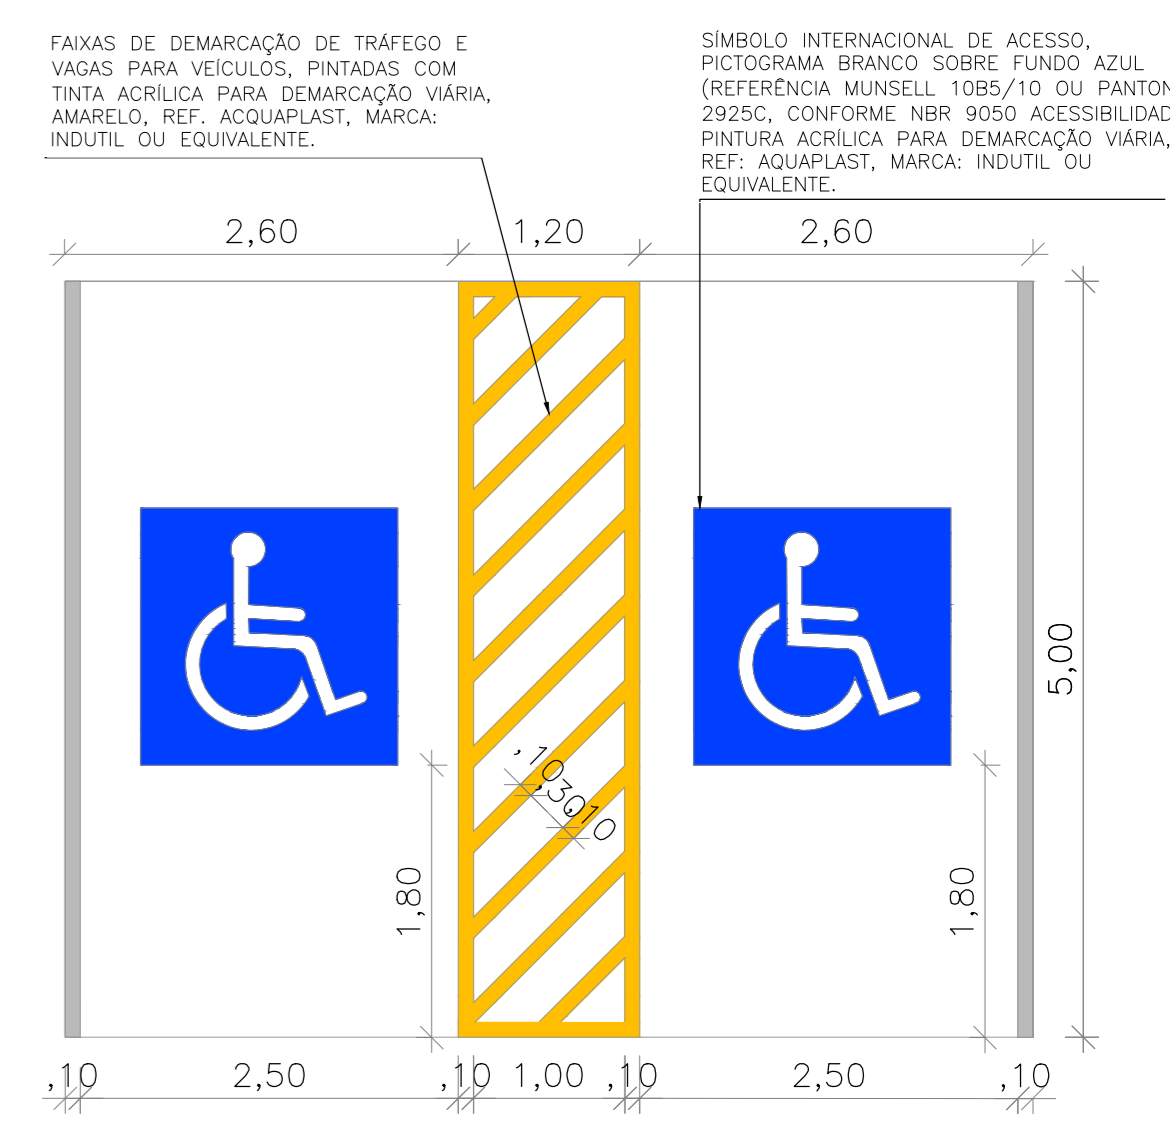 FAIXAS DE DEMARCAÇÃO DE TRÁFEGO E
VAGAS PARA VEÍCULOS, PINTADAS COM
TINTA ACRÍLICA PARA DEMARCAÇÃO VIÁRIA,
AMARELO, REF. ACQUAPLAST, MARCA:
INDUTIL OU EQUIVALENTE.
SÍMBOLO INTERNACIONAL DE ACESSO,
PICTOGRAMA BRANCO SOBRE FUNDO AZUL
(REFERÊNCIA MUNSELL 10B5/10 OU PANTON
2925C, CONFORME NBR 9050 ACESSIBILIDAD
PINTURA ACRÍLICA PARA DEMARCAÇÃO VIÁRIA,
REF: AQUAPLAST, MARCA: INDUTIL OU
EQUIVALENTE.
2,60 1,20 2,60
5,00
,10 ,30 ,10
1,80 1,80
,10 2,50 ,10 1,00 ,10 2,50 ,10